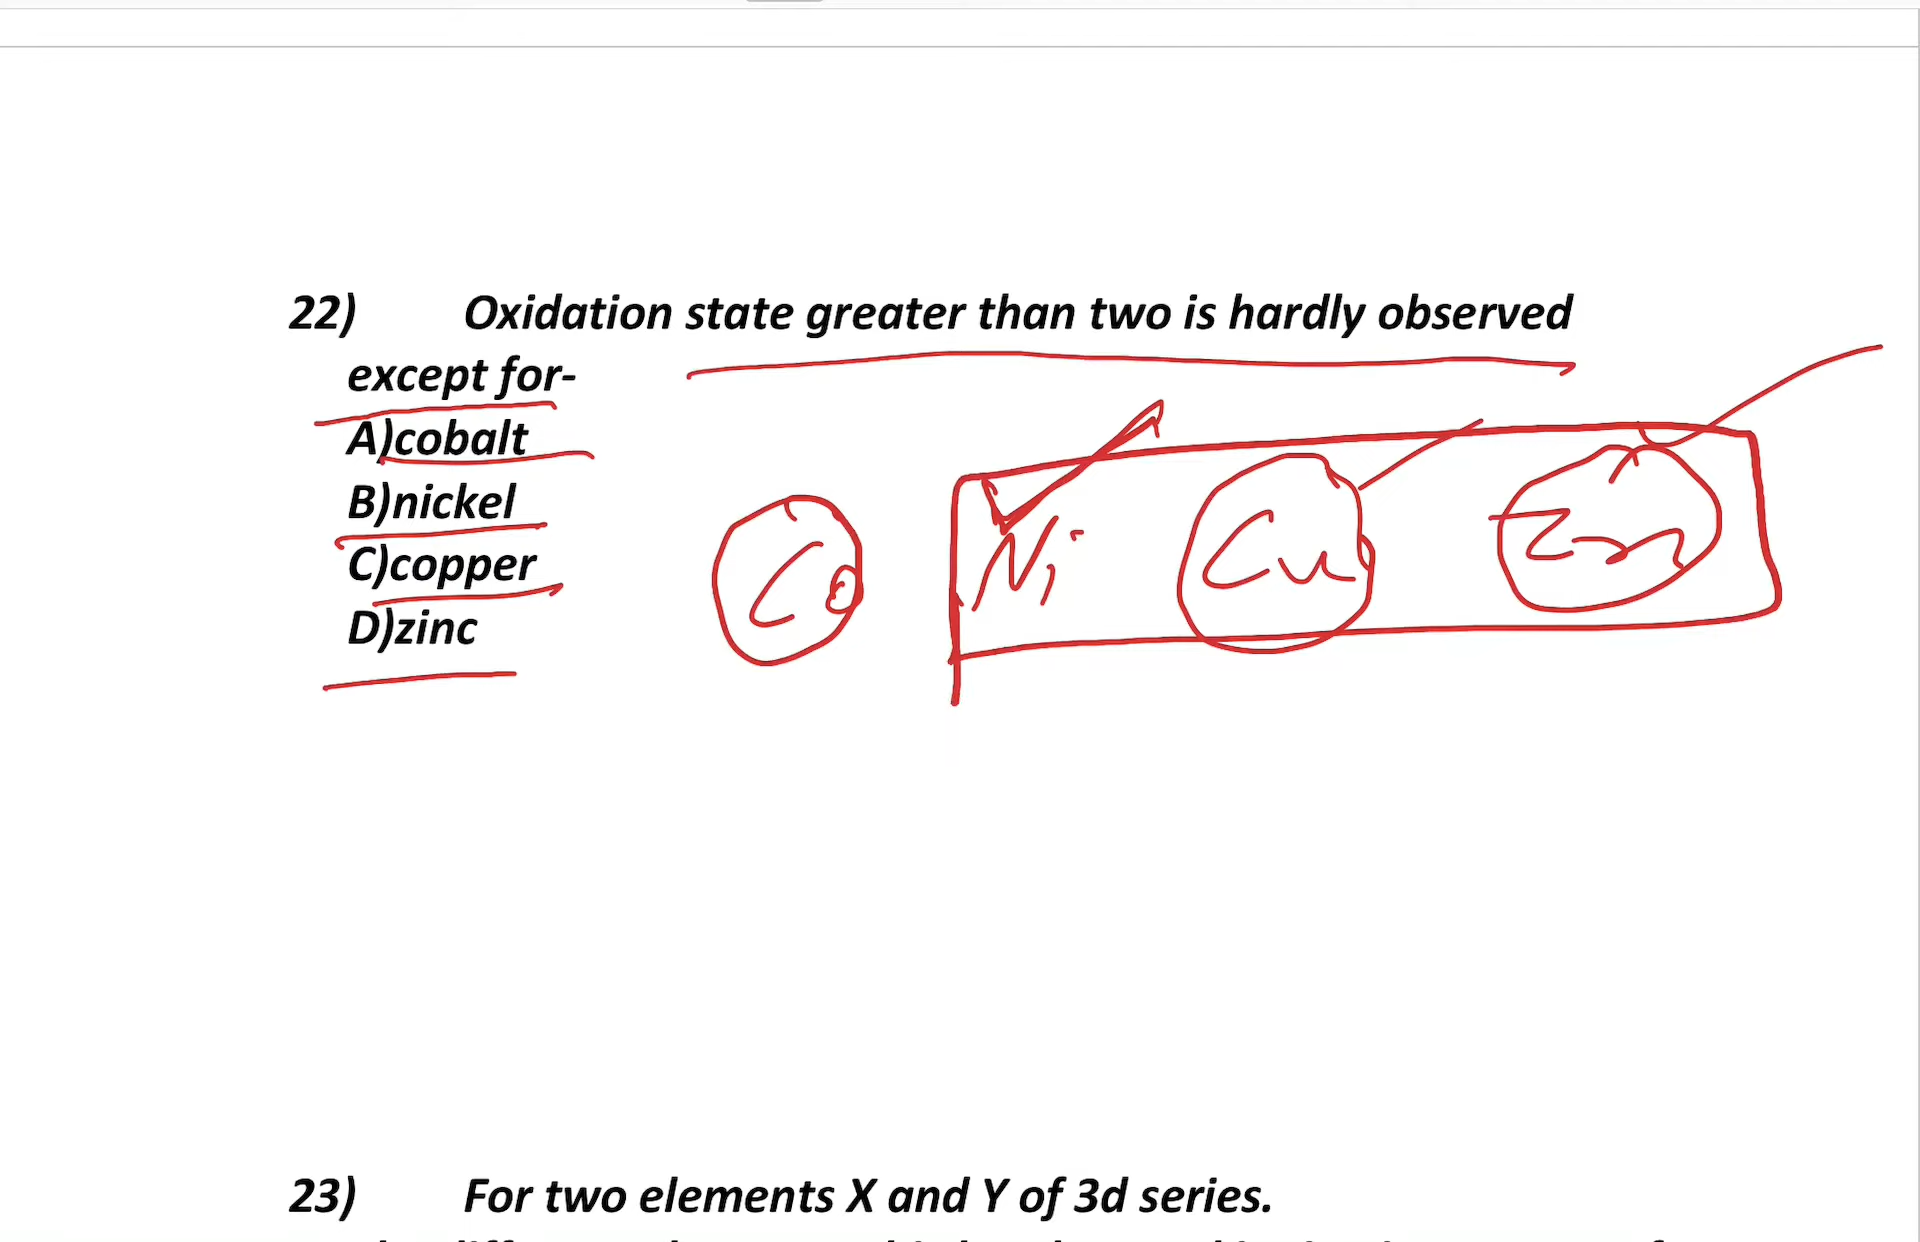 22) Oxidation state greater than two is hardly observed
except for-
A)cobalt
B)nickel
C)copper
D)zinc
Co Ni Cu Zn
23) For two elements X and Y of 3d series.